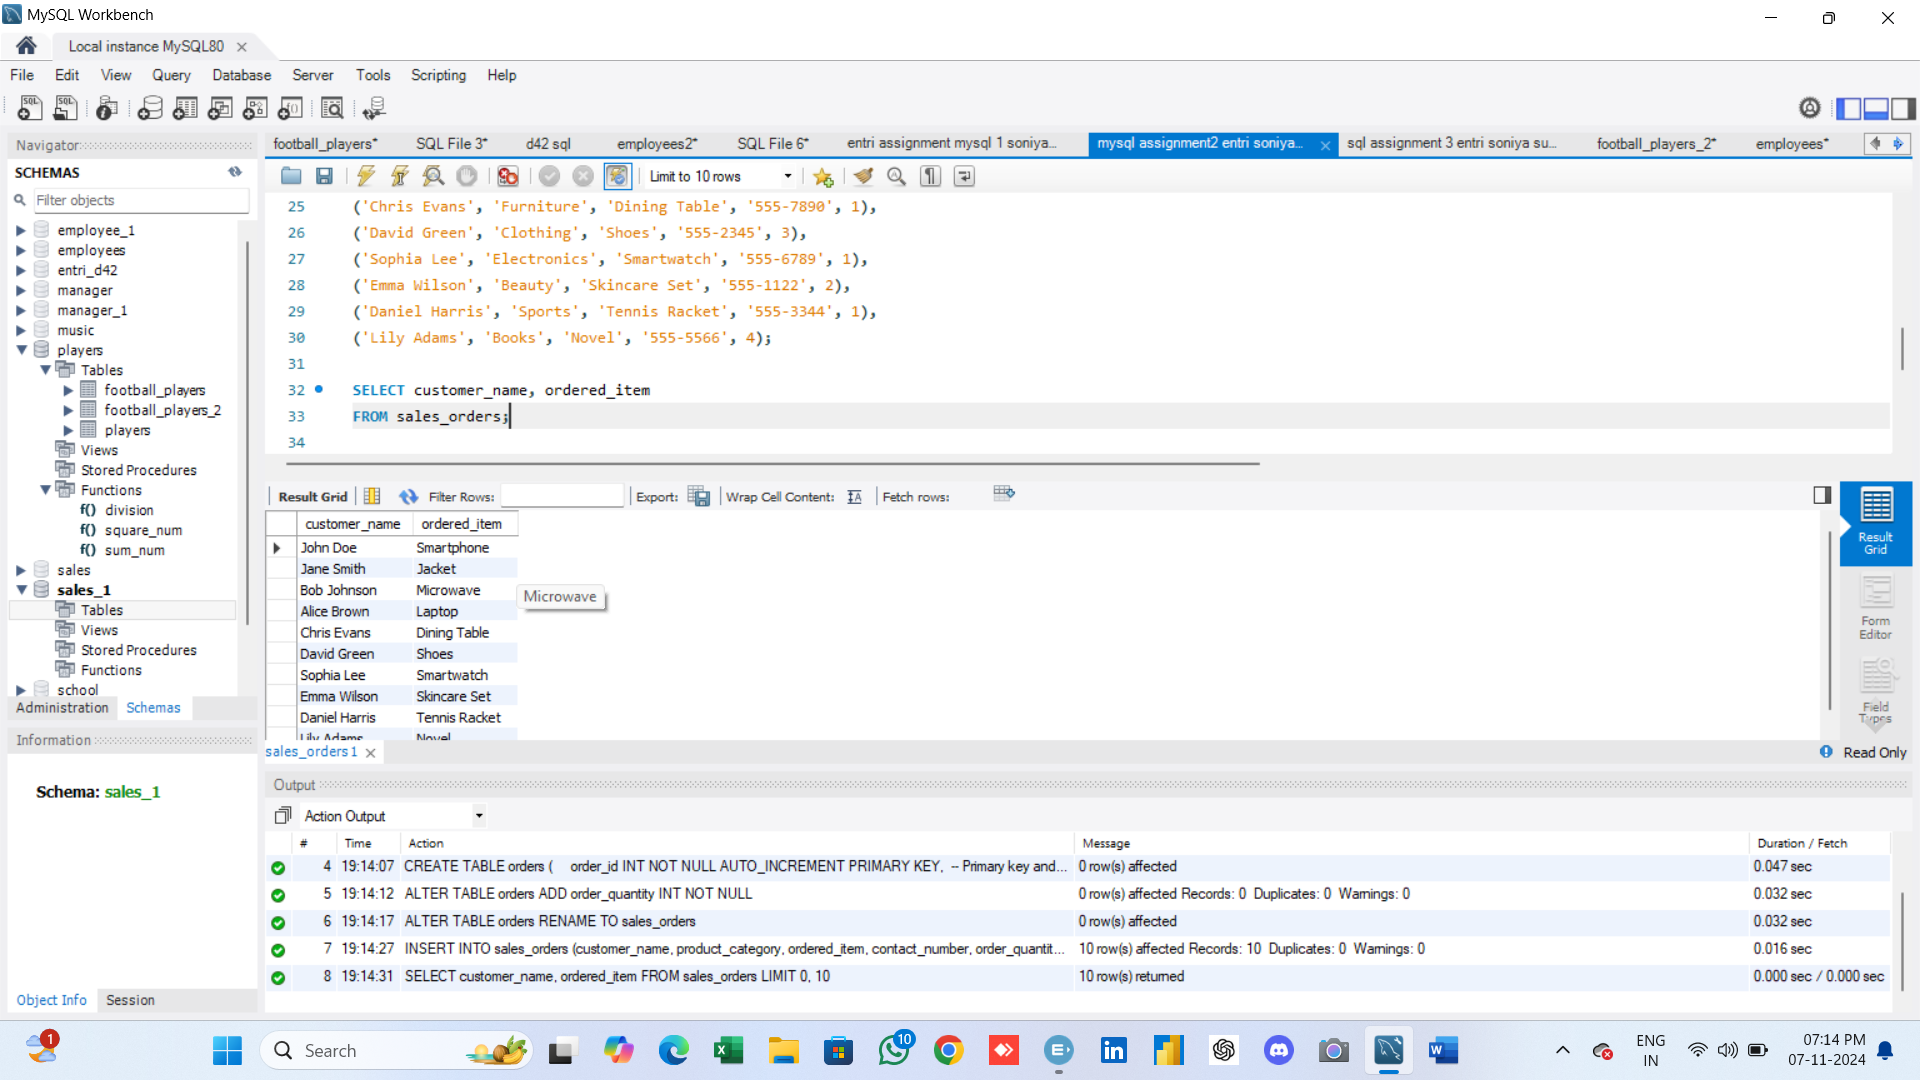 MySQL Workbench
Local instance MySQL80
File Edit View Query Database Server Tools Scripting Help
Navigator
SCHEMAS
Filter objects
employee_1
employees
entri_d42
manager
manager_1
music
players
Tables
football_players
football_players_2
players
Views
Stored Procedures
Functions
f() division
f() square_num
f() sum_num
sales
sales_1
Tables
Views
Stored Procedures
Functions
school
Administration Schemas
Information
Schema: sales_1
Object Info Session
football_players* SQL File 3* d42 sql employees2* SQL File 6* entri assignment mysql 1 soniya... mysql assignment2 entri soniya... sql assignment 3 entri soniya su... football_players_2* employees*
Limit to 10 rows
25 ('Chris Evans', 'Furniture', 'Dining Table', '555-7890', 1),
26 ('David Green', 'Clothing', 'Shoes', '555-2345', 3),
27 ('Sophia Lee', 'Electronics', 'Smartwatch', '555-6789', 1),
28 ('Emma Wilson', 'Beauty', 'Skincare Set', '555-1122', 2),
29 ('Daniel Harris', 'Sports', 'Tennis Racket', '555-3344', 1),
30 ('Lily Adams', 'Books', 'Novel', '555-5566', 4);
31
32 SELECT customer_name, ordered_item
33 FROM sales_orders;
34
Result Grid Filter Rows: Export: Wrap Cell Content: Fetch rows:
customer_name ordered_item
John Doe Smartphone
Jane Smith Jacket
Bob Johnson Microwave
Alice Brown Laptop
Chris Evans Dining Table
David Green Shoes
Sophia Lee Smartwatch
Emma Wilson Skincare Set
Daniel Harris Tennis Racket
Lily Adams Novel
Microwave
Result Grid
Form Editor
Field Types
sales_orders 1
Read Only
Output
Action Output
# Time Action Message Duration / Fetch
4 19:14:07 CREATE TABLE orders ( order_id INT NOT NULL AUTO_INCREMENT PRIMARY KEY, -- Primary key and... 0 row(s) affected 0.047 sec
5 19:14:12 ALTER TABLE orders ADD order_quantity INT NOT NULL 0 row(s) affected Records: 0 Duplicates: 0 Warnings: 0 0.032 sec
6 19:14:17 ALTER TABLE orders RENAME TO sales_orders 0 row(s) affected 0.032 sec
7 19:14:27 INSERT INTO sales_orders (customer_name, product_category, ordered_item, contact_number, order_quantit... 10 row(s) affected Records: 10 Duplicates: 0 Warnings: 0 0.016 sec
8 19:14:31 SELECT customer_name, ordered_item FROM sales_orders LIMIT 0, 10 10 row(s) returned 0.000 sec / 0.000 sec
1
Search
10
ENG
IN
07:14 PM
07-11-2024